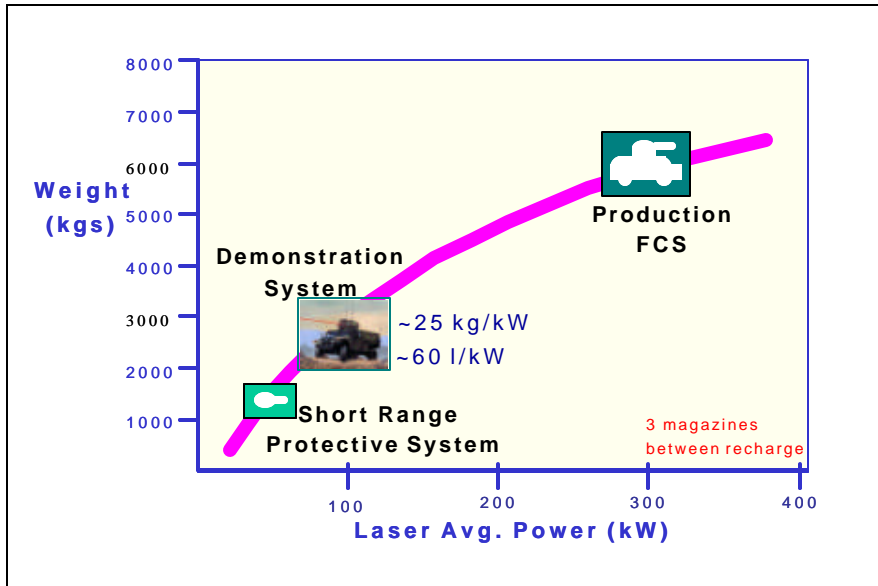 8000
7000
6000
5000
4000
3000
2000
1000
Weight
(kgs)
Demonstration
System
~25 kg/kW
~60 l/kW
Short Range
Protective System
Production
FCS
3 magazines
between recharge
100
200
300
400
Laser Avg. Power (kW)